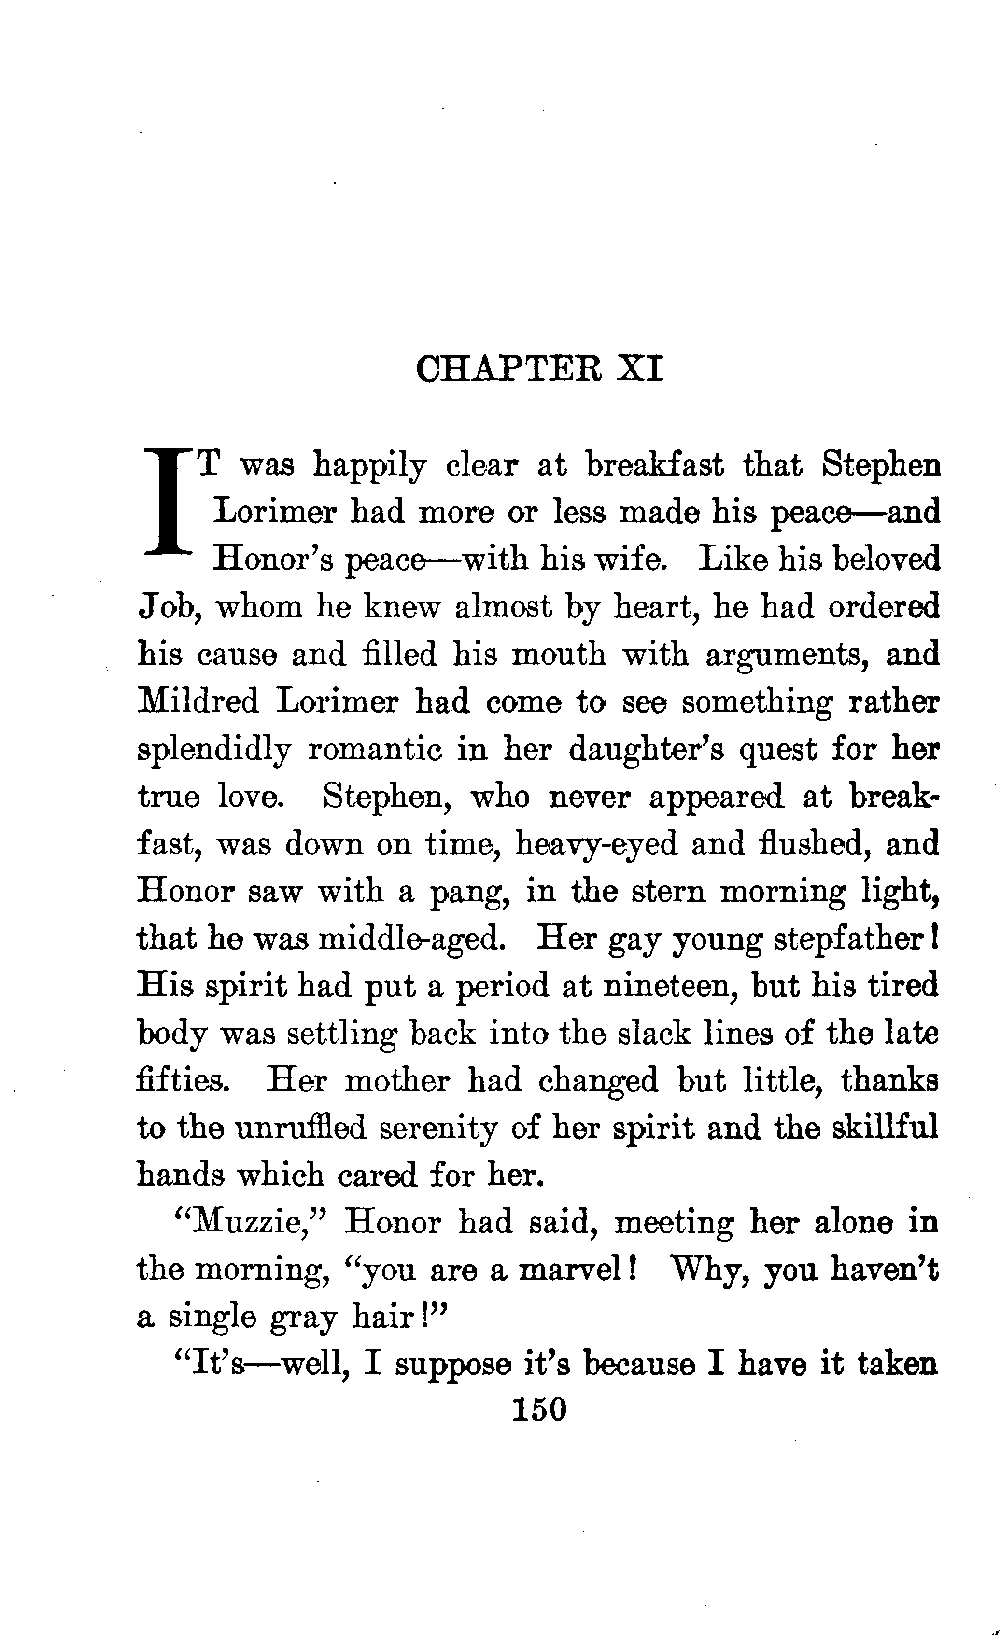 CHAPTER XI
IT was happily clear at breakfast that Stephen
Lorimer had more or less made his peace—and
Honor's peace—with his wife. Like his beloved
Job, whom he knew almost by heart, he had ordered
his cause and filled his mouth with arguments, and
Mildred Lorimer had come to see something rather
splendidly romantic in her daughter's quest for her
true love. Stephen, who never appeared at break-
fast, was down on time, heavy-eyed and flushed, and
Honor saw with a pang, in the stern morning light,
that he was middle-aged. Her gay young stepfather!
His spirit had put a period at nineteen, but his tired
body was settling back into the slack lines of the late
fifties. Her mother had changed but little, thanks
to the unruffled serenity of her spirit and the skillful
hands which cared for her.
"Muzzie," Honor had said, meeting her alone in
the morning, "you are a marvel! Why, you haven't
a single gray hair!"
"It's—well, I suppose it's because I have it taken
150